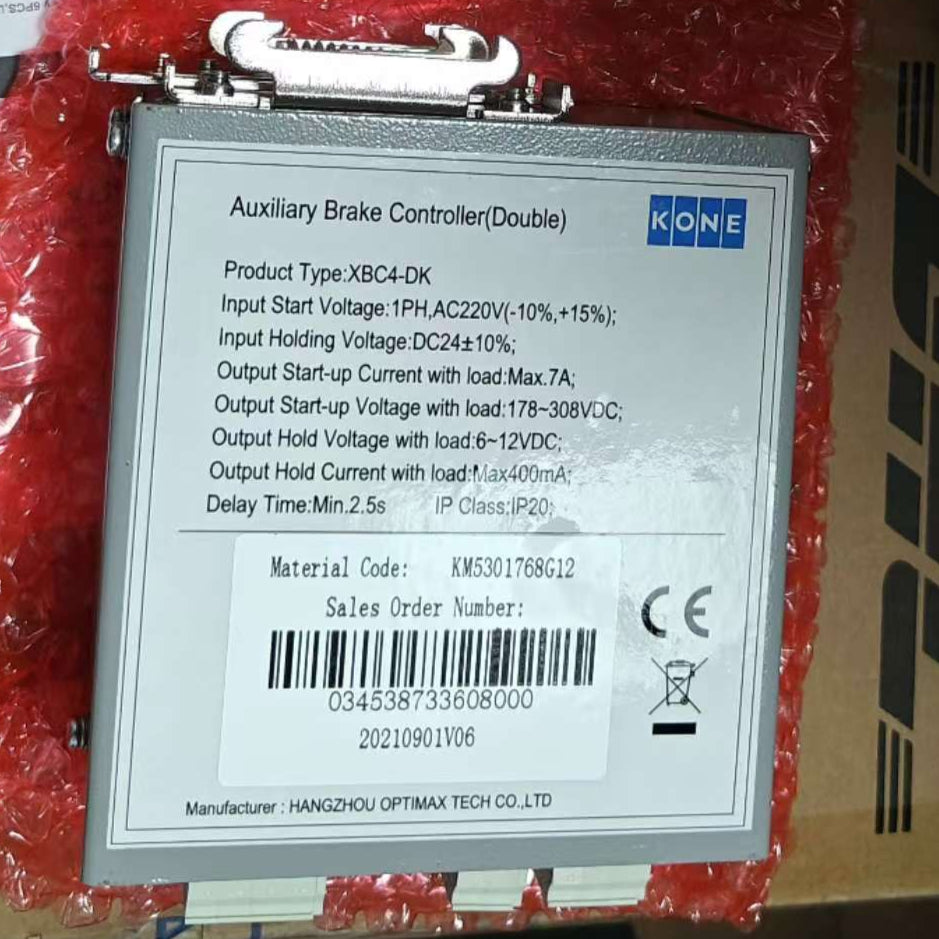 Auxiliary Brake Controller(Double)
KONE
Product Type:XBC4-DK
Input Start Voltage:1PH,AC220V(-10%,+15%);
Input Holding Voltage:DC24±10%;
Output Start-up Current with load:Max.7A;
Output Start-up Voltage with load:178~308VDC;
Output Hold Voltage with load:6~12VDC;
Output Hold Current with load:Max400mA;
Delay Time:Min.2.5s IP Class:IP20;
Material Code: KM5301768G12
Sales Order Number:
034538733608000
20210901V06
CE
Manufacturer : HANGZHOU OPTIMAX TECH CO.,LTD